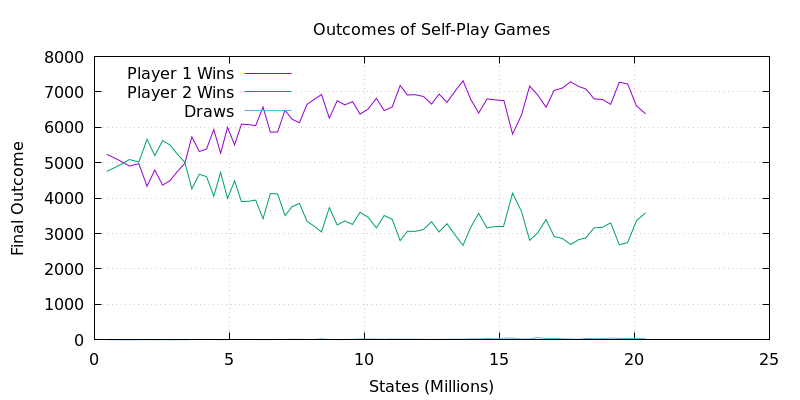 Outcomes of Self-Play Games
Player 1 Wins
Player 2 Wins
Draws
Final Outcome
8000
7000
6000
5000
4000
3000
2000
1000
0
0 5 10 15 20 25
States (Millions)